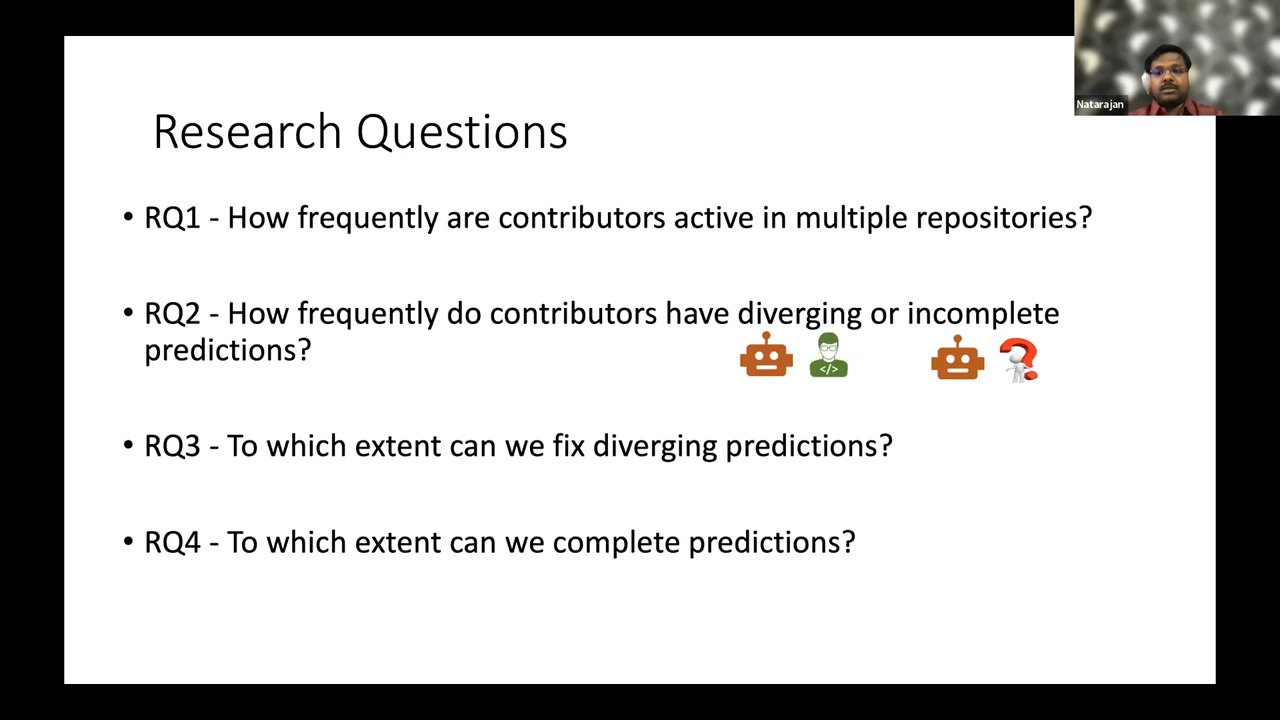 Natarajan
Research Questions
• RQ1 - How frequently are contributors active in multiple repositories?
• RQ2 - How frequently do contributors have diverging or incomplete
predictions?
</>
• RQ3 - To which extent can we fix diverging predictions?
• RQ4 - To which extent can we complete predictions?